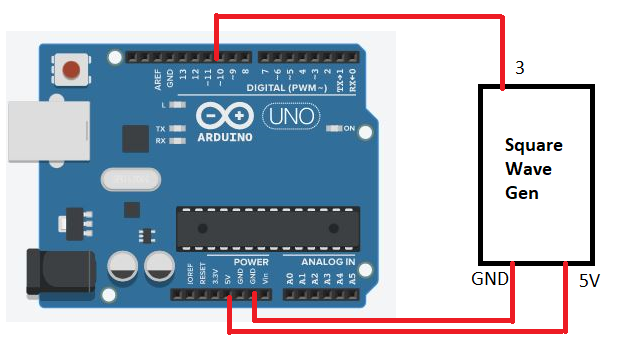 3
AREF
GND
13
12
~11
~10
~9
8
7
~6
~5
4
~3
2
TX→1
RX←0
DIGITAL (PWM~)
L
TX
RX
ARDUINO
UNO
ON
Square
Wave
Gen
POWER
ANALOG IN
IOREF
RESET
3.3V
5V
GND
GND
Vin
A0
A1
A2
A3
A4
A5
GND
5V